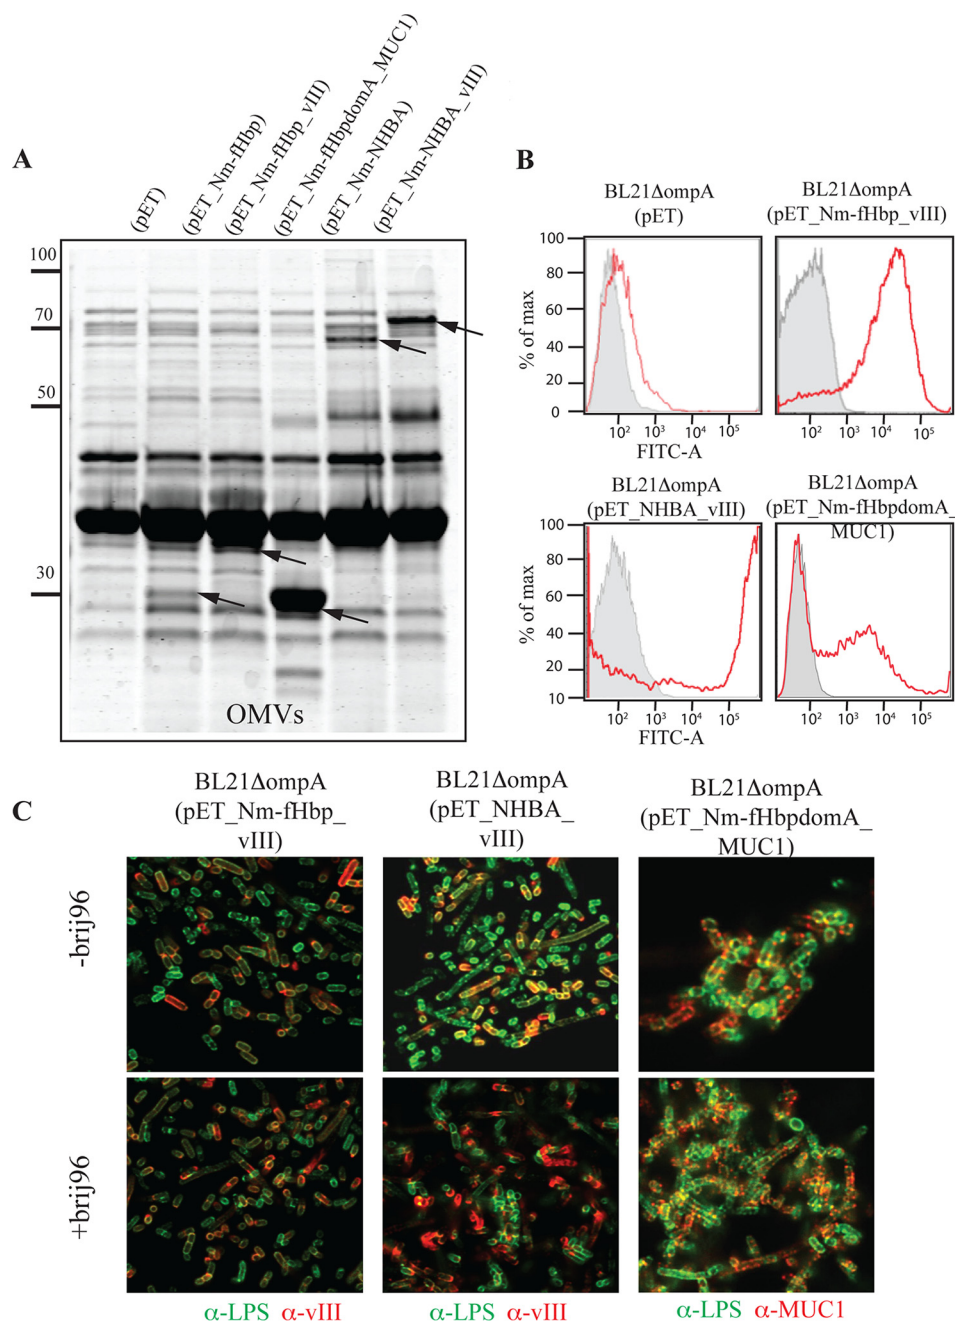 A
(pET)
(pET_Nm-fHbp)
(pET_Nm-fHbp_vIII)
(pET_Nm-fHbpdomA_MUC1)
(pET_Nm-NHBA)
(pET_Nm-NHBA_vIII)
100
70
50
30
OMVs
B
BL21ΔompA
(pET)
BL21ΔompA
(pET_Nm-fHbp_vIII)
% of max
100
80
60
40
20
0
10² 10³ 10⁴ 10⁵
10² 10³ 10⁴ 10⁵
FITC-A
BL21ΔompA
(pET_NHBA_vIII)
BL21ΔompA
(pET_Nm-fHbpdomA_
MUC1)
% of max
100
80
60
40
20
10
10² 10³ 10⁴ 10⁵
10² 10³ 10⁴ 10⁵
FITC-A
C
BL21ΔompA
(pET_Nm-fHbp_
vIII)
BL21ΔompA
(pET_NHBA_
vIII)
BL21ΔompA
(pET_Nm-fHbpdomA_
MUC1)
-brij96
+brij96
α-LPS α-vIII
α-LPS α-vIII
α-LPS α-MUC1